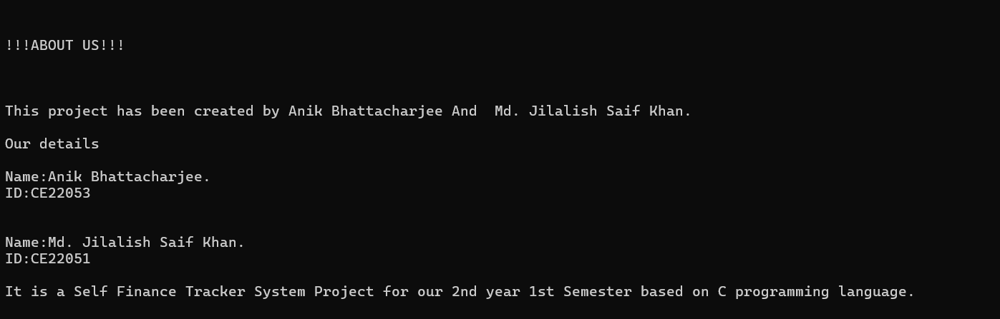 !!!ABOUT US!!!
This project has been created by Anik Bhattacharjee And  Md. Jilalish Saif Khan.
Our details
Name:Anik Bhattacharjee.
ID:CE22053
Name:Md. Jilalish Saif Khan.
ID:CE22051
It is a Self Finance Tracker System Project for our 2nd year 1st Semester based on C programming language.